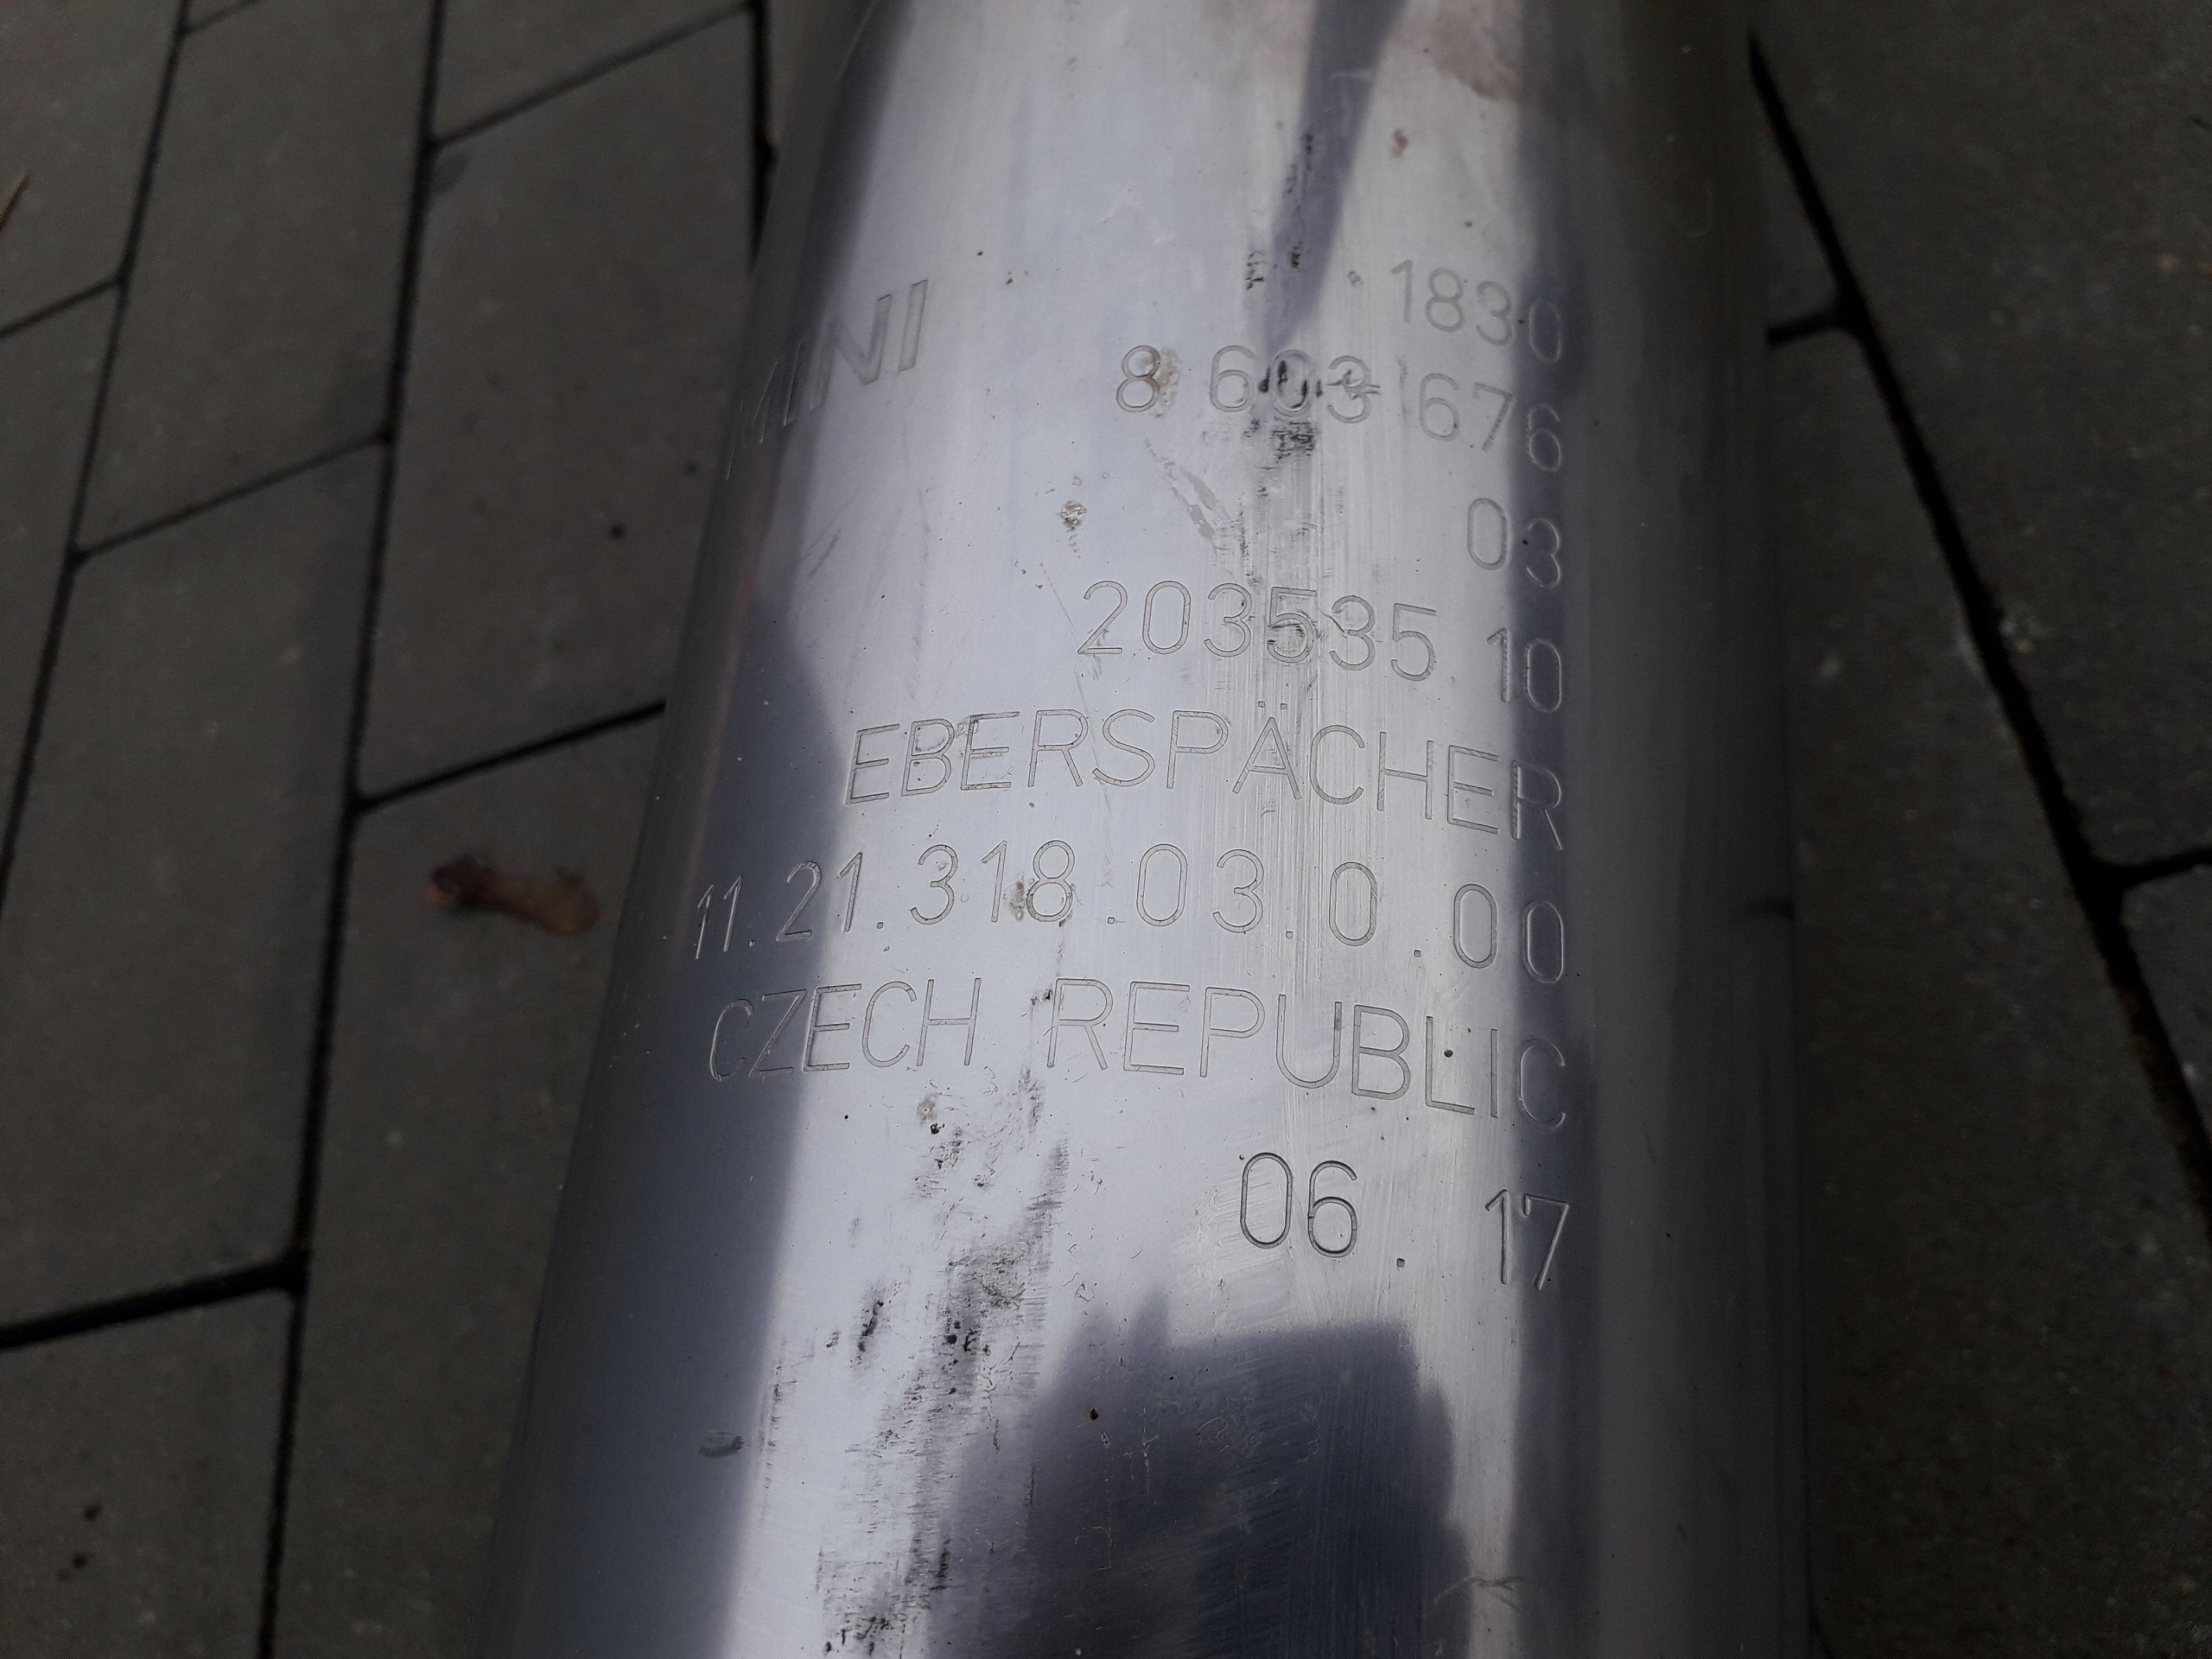 MINI
1830
8 603 676
03
203535 10
EBERSPÄCHER
11.21.318.03.0.00
CZECH REPUBLIC
06. 17